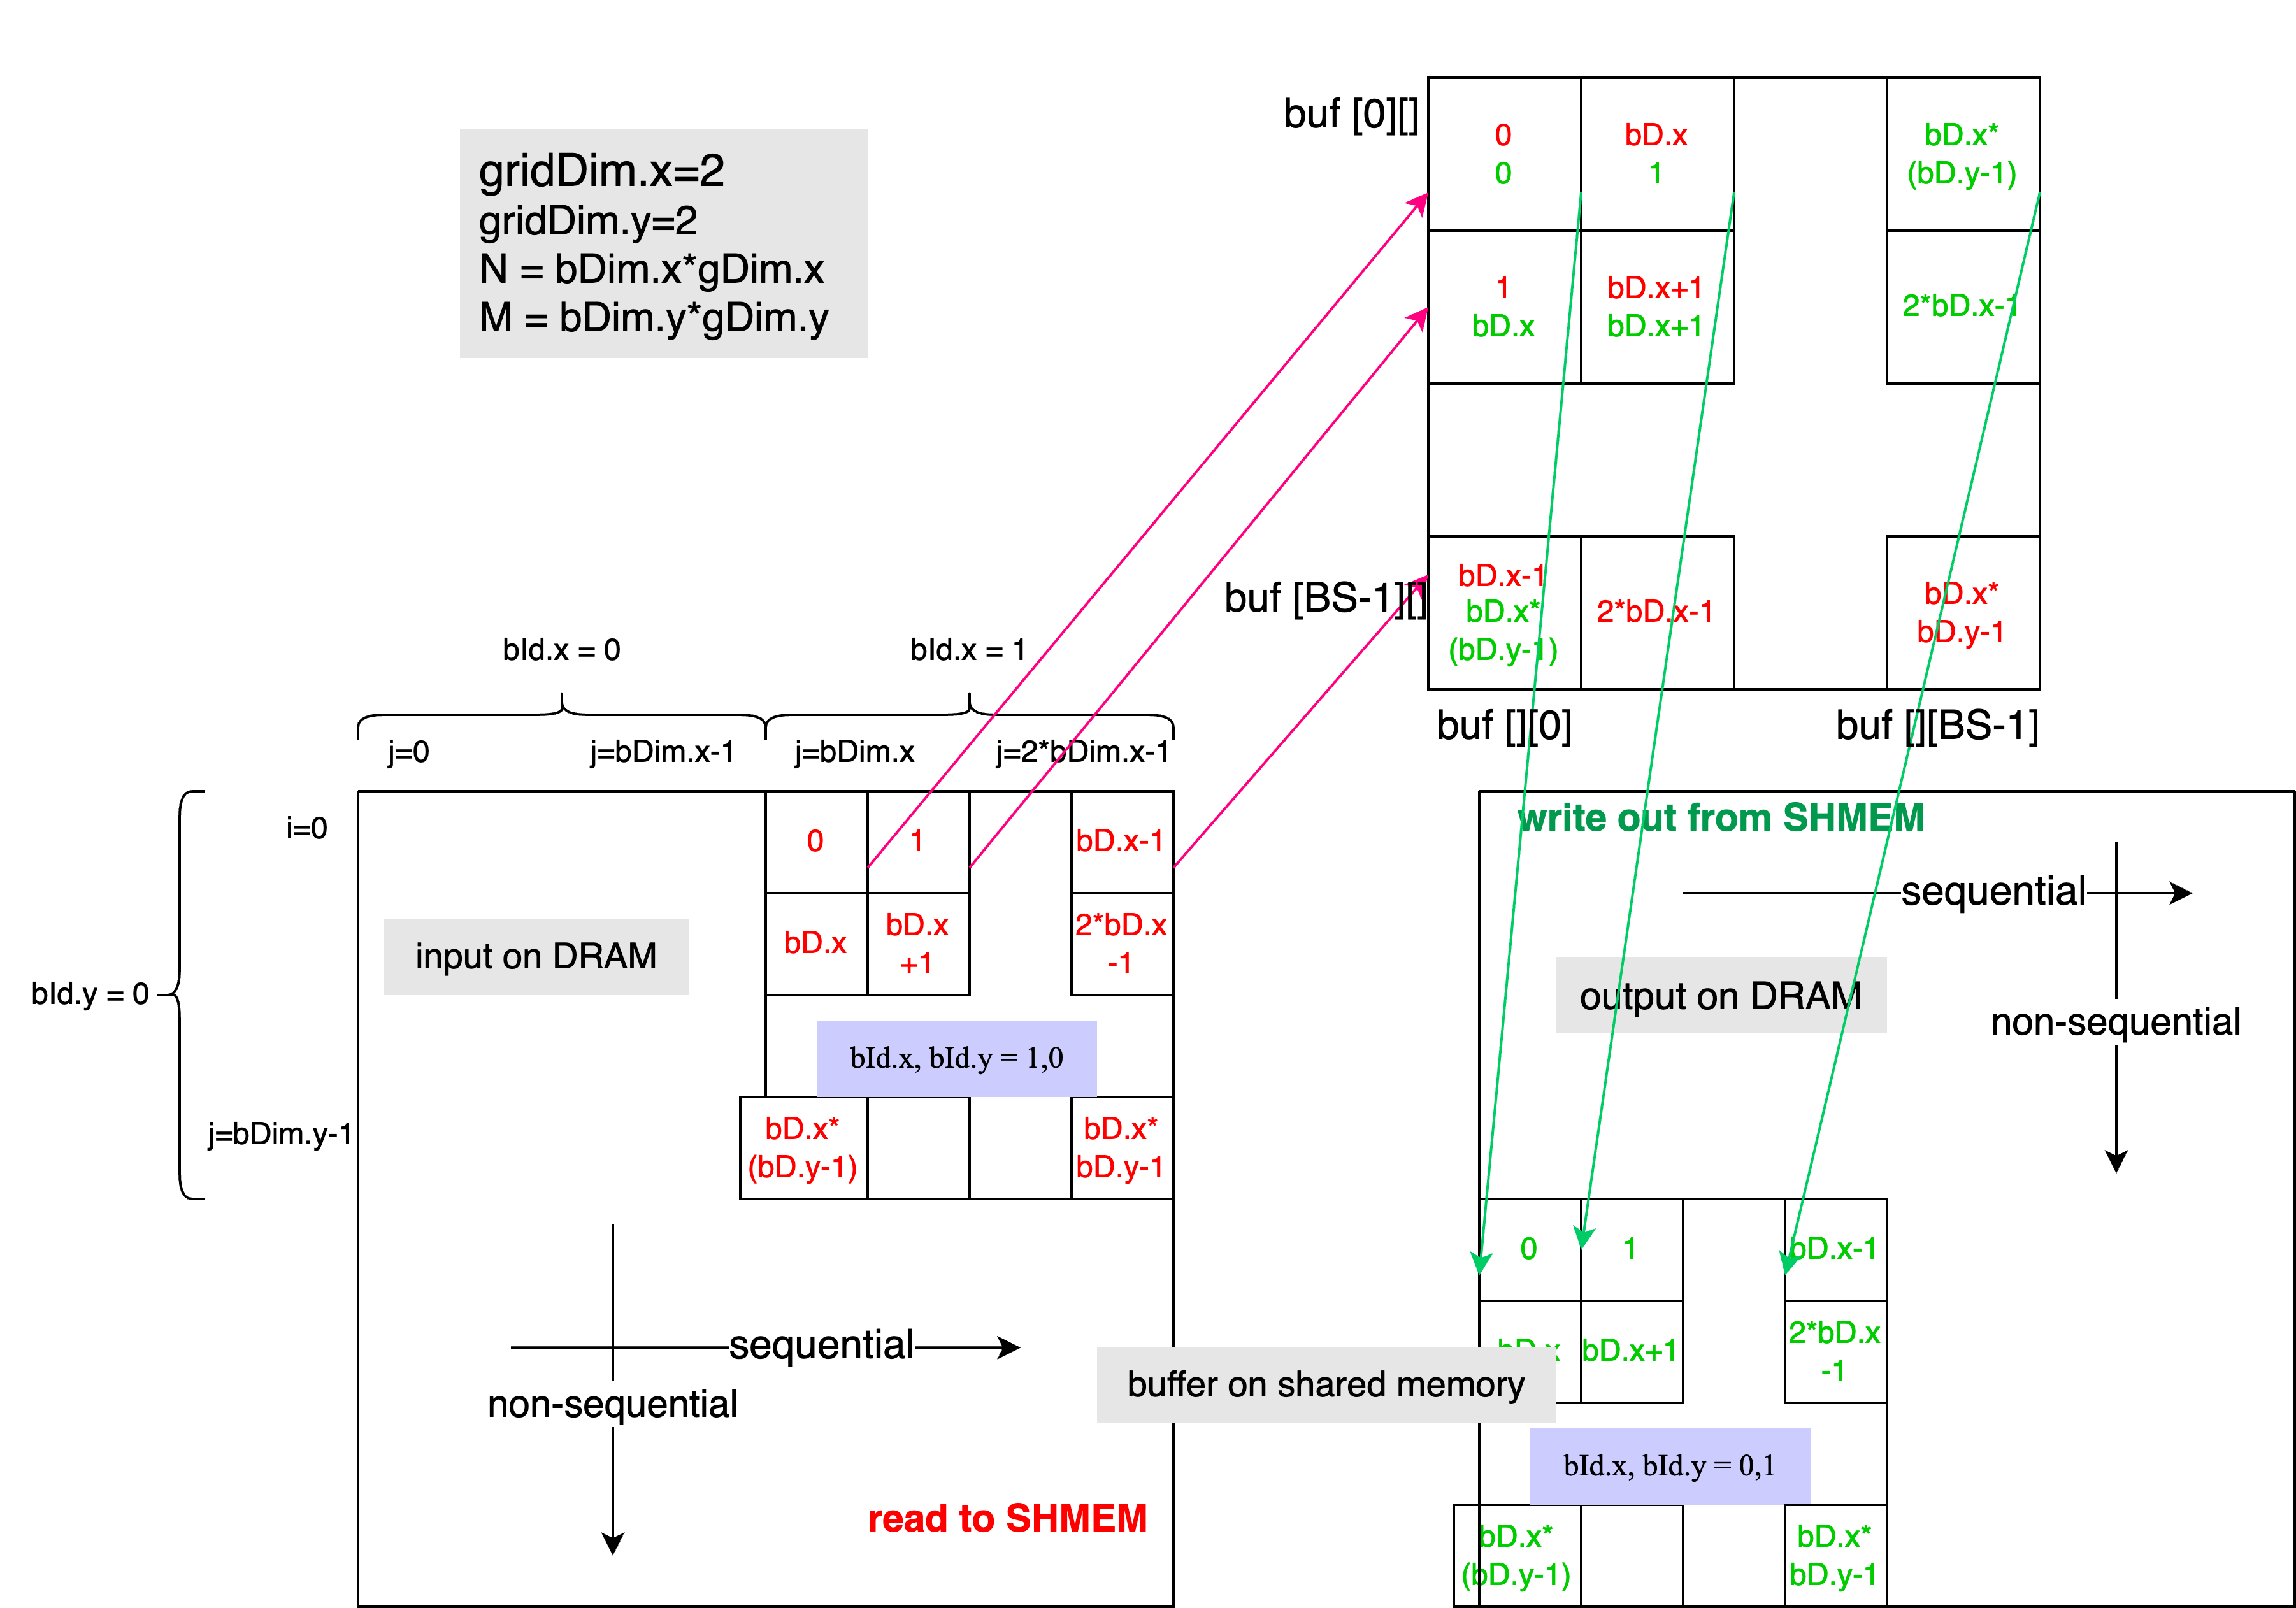 gridDim.x=2
gridDim.y=2
N = bDim.x*gDim.x
M = bDim.y*gDim.y
buf [0][]
0
0
bD.x
1
bD.x*
(bD.y-1)
1
bD.x
bD.x+1
bD.x+1
2*bD.x-1
buf [BS-1][]
bD.x-1
bD.x*
(bD.y-1)
2*bD.x-1
bD.x*
bD.y-1
buf [][0]
buf [][BS-1]
bId.x = 0
bId.x = 1
j=0
j=bDim.x-1
j=bDim.x
j=2*bDim.x-1
i=0
bId.y = 0
j=bDim.y-1
0
1
bD.x-1
bD.x
bD.x
+1
2*bD.x
-1
input on DRAM
bId.x, bId.y = 1,0
bD.x*
(bD.y-1)
bD.x*
bD.y-1
sequential
non-sequential
read to SHMEM
buffer on shared memory
write out from SHMEM
sequential
non-sequential
output on DRAM
0
1
bD.x-1
bD.x
bD.x+1
2*bD.x
-1
bId.x, bId.y = 0,1
bD.x*
(bD.y-1)
bD.x*
bD.y-1